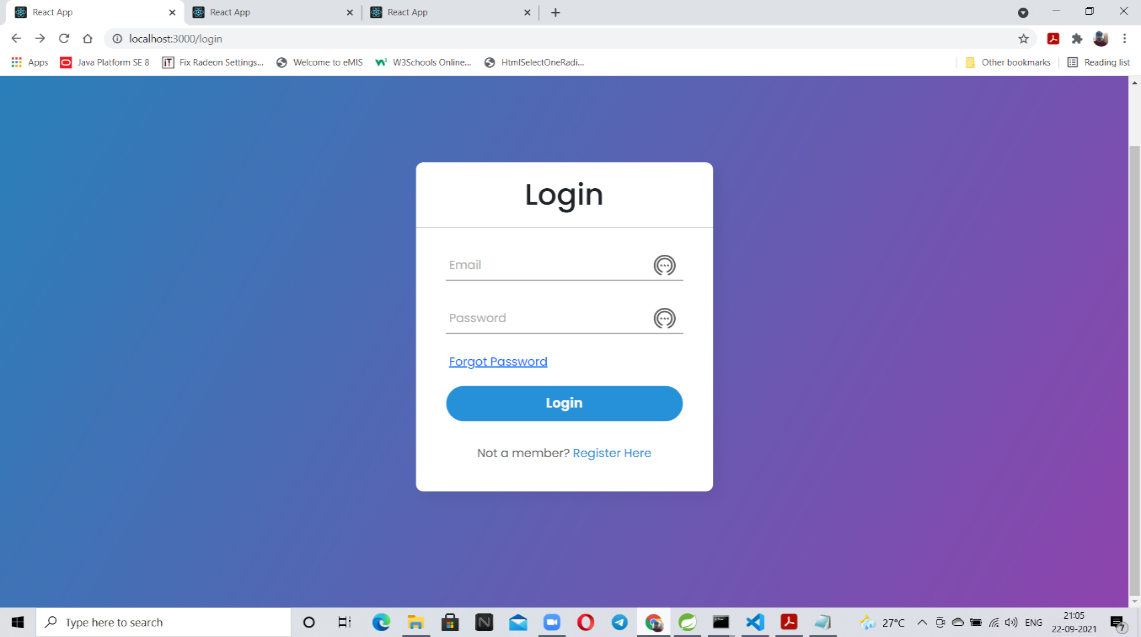 React App
React App
React App
localhost:3000/login
Apps
Java Platform SE 8
Fix Radeon Settings...
Welcome to eMIS
W3Schools Online...
HtmlSelectOneRadi...
Other bookmarks
Reading list
Login
Email
Password
Forgot Password
Login
Not a member? Register Here
Type here to search
27°C
ENG
21:05
22-09-2021
7